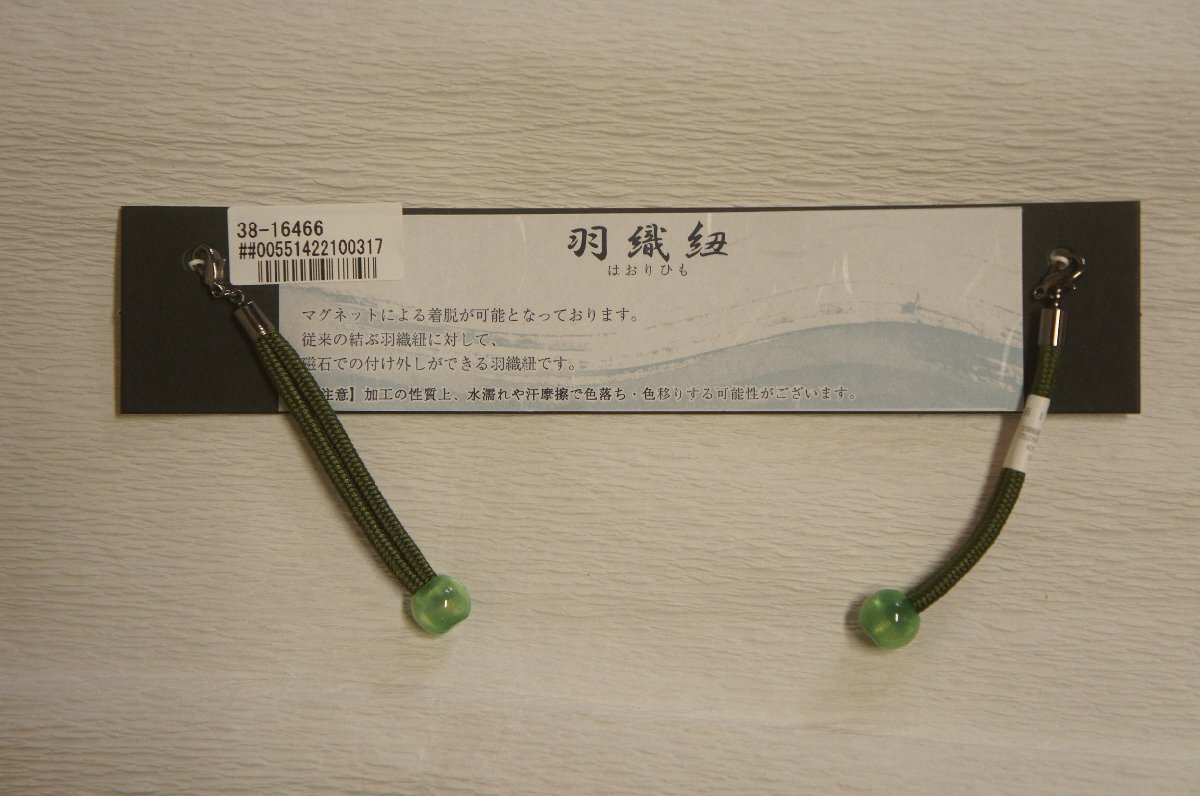 38-16466
##00551422100317
羽織紐
はおりひも
マグネットによる着脱が可能となっております。
従来の結ぶ羽織紐に対して、
磁石での付け外しができる羽織紐です。
注意】加工の性質上、水濡れや汗摩擦で色落ち・色移りする可能性がございます。